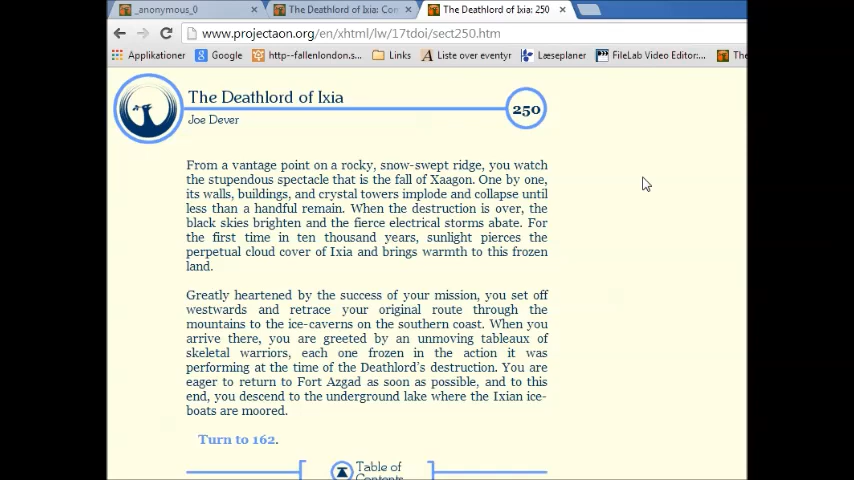 _anonymous_0
The Deathlord of Ixia: Cor
The Deathlord of Ixia: 250
www.projectaon.org/en/xhtml/lw/17tdoi/sect250.htm
Applikationer
Google
http--fallenlondon.s...
Links
Liste over eventyr
Læseplaner
FileLab Video Editor:...
The
The Deathlord of Ixia
250
Joe Dever
From a vantage point on a rocky, snow-swept ridge, you watch
the stupendous spectacle that is the fall of Xaagon. One by one,
its walls, buildings, and crystal towers implode and collapse until
less than a handful remain. When the destruction is over, the
black skies brighten and the fierce electrical storms abate. For
the first time in ten thousand years, sunlight pierces the
perpetual cloud cover of Ixia and brings warmth to this frozen
land.
Greatly heartened by the success of your mission, you set off
westwards and retrace your original route through the
mountains to the ice-caverns on the southern coast. When you
arrive there, you are greeted by an unmoving tableaux of
skeletal warriors, each one frozen in the action it was
performing at the time of the Deathlord's destruction. You are
eager to return to Fort Azgad as soon as possible, and to this
end, you descend to the underground lake where the Ixian ice-
boats are moored.
Turn to 162.
Table of
Contents